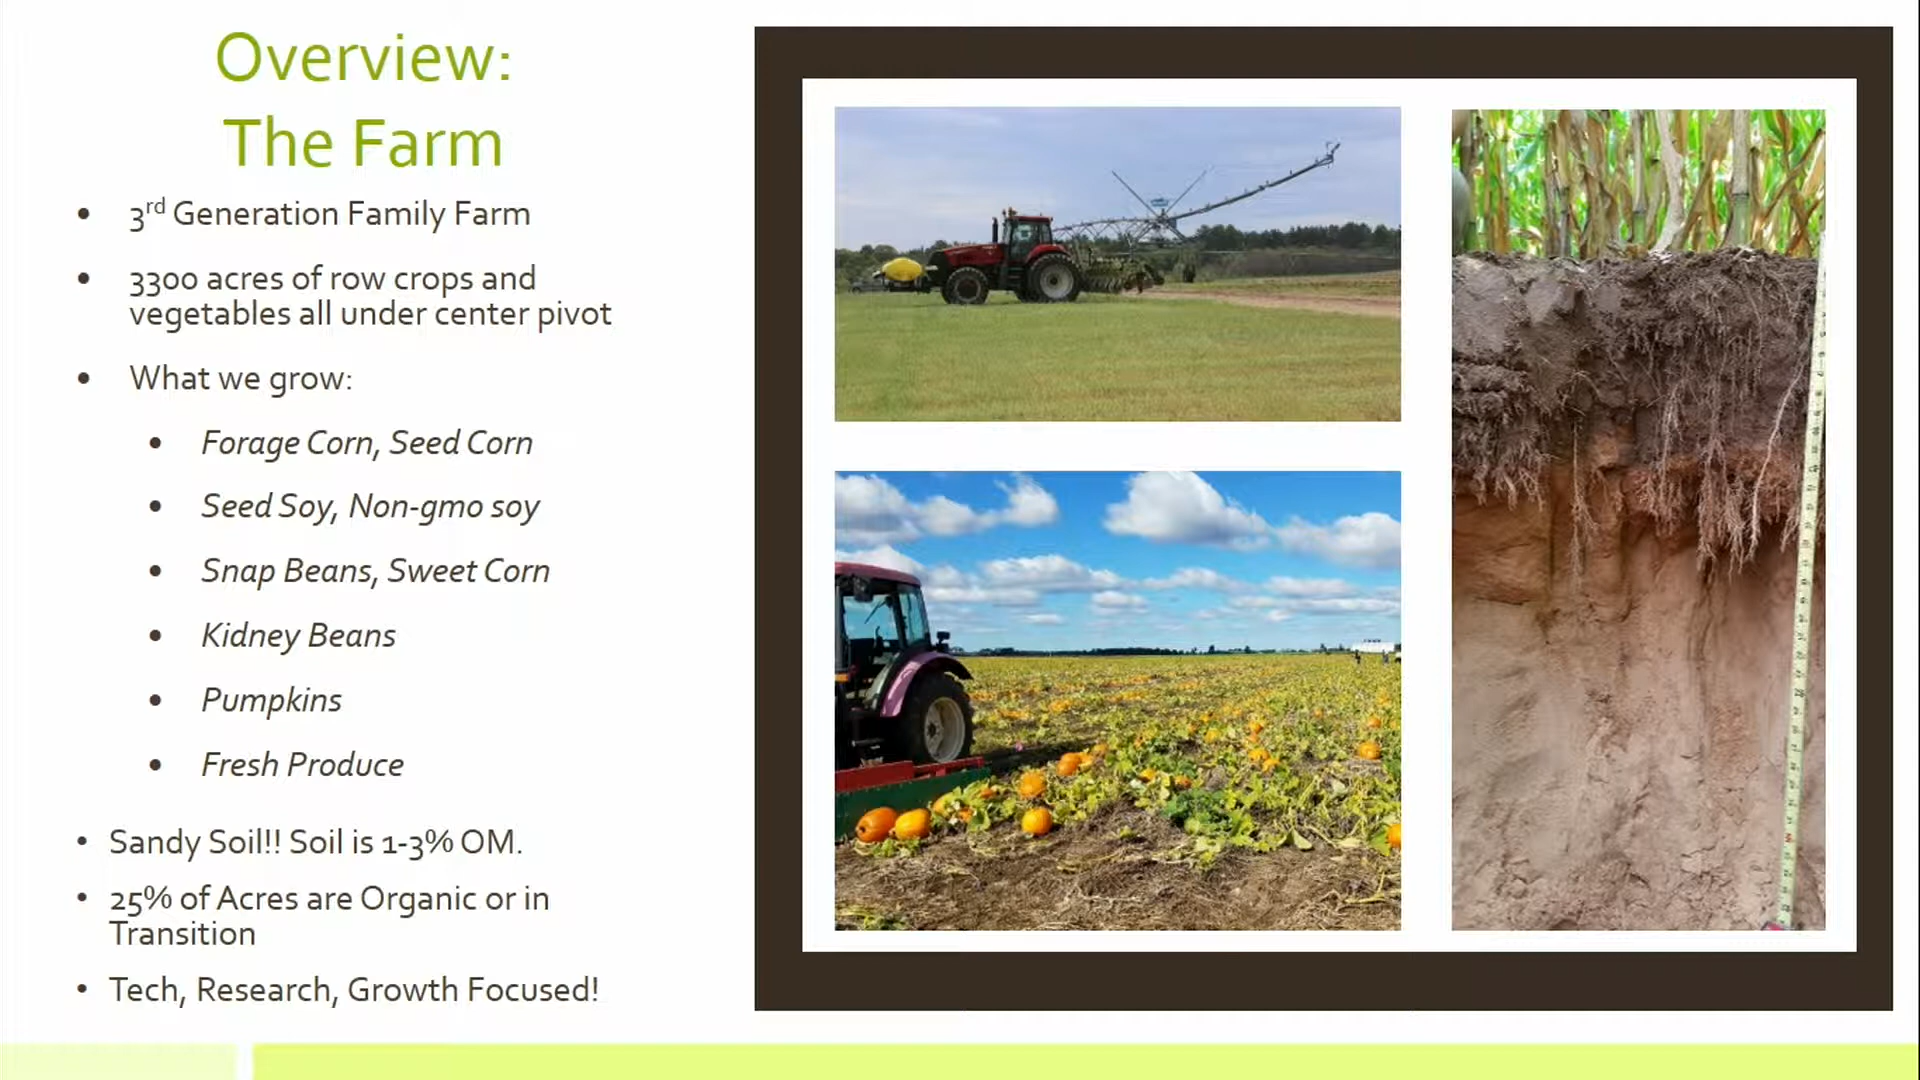 Overview:
The Farm
• 3rd Generation Family Farm
• 3300 acres of row crops and
vegetables all under center pivot
• What we grow:
• Forage Corn, Seed Corn
• Seed Soy, Non-gmo soy
• Snap Beans, Sweet Corn
• Kidney Beans
• Pumpkins
• Fresh Produce
• Sandy Soil!! Soil is 1-3% OM.
• 25% of Acres are Organic or in
Transition
• Tech, Research, Growth Focused!